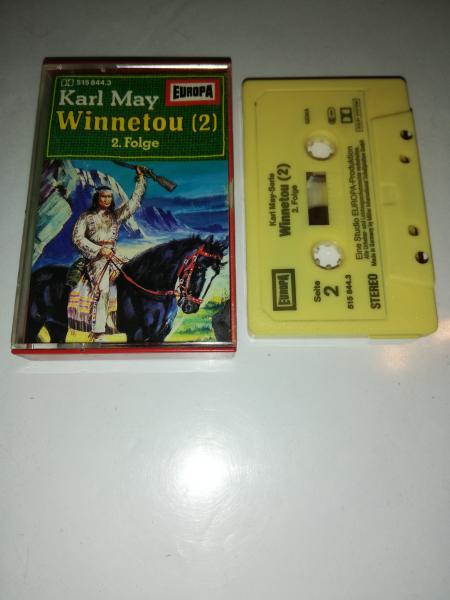 515 844.3
Karl May
EUROPA
Winnetou (2)
2. Folge
Karl May-Serie
Winnetou (2)
2. Folge
EUROPA
Seite
2
515 844.3
STEREO
Eine Studio EUROPA-Produktion